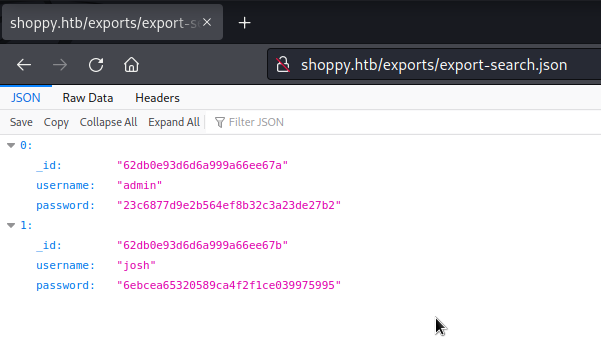 shoppy.htb/exports/export-s
shoppy.htb/exports/export-search.json
JSON Raw Data Headers
Save Copy Collapse All Expand All Filter JSON
0:
_id: "62db0e93d6d6a999a66ee67a"
username: "admin"
password: "23c6877d9e2b564ef8b32c3a23de27b2"
1:
_id: "62db0e93d6d6a999a66ee67b"
username: "josh"
password: "6ebcea65320589ca4f2f1ce039975995"